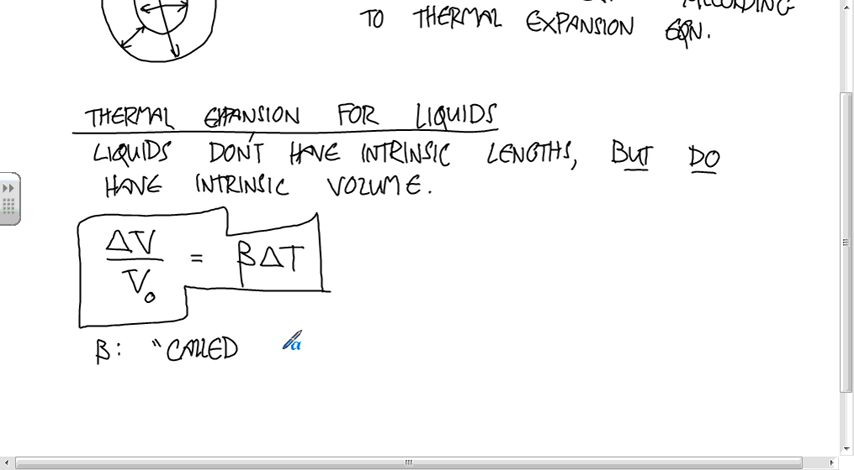 ACCORDING
TO THERMAL EXPANSION EQN.
THERMAL EXPANSION FOR LIQUIDS
LIQUIDS DON'T HAVE INTRINSIC LENGTHS, BUT DO
HAVE INTRINSIC VOLUME.
ΔV/V₀ = βΔT
β: "CALLED